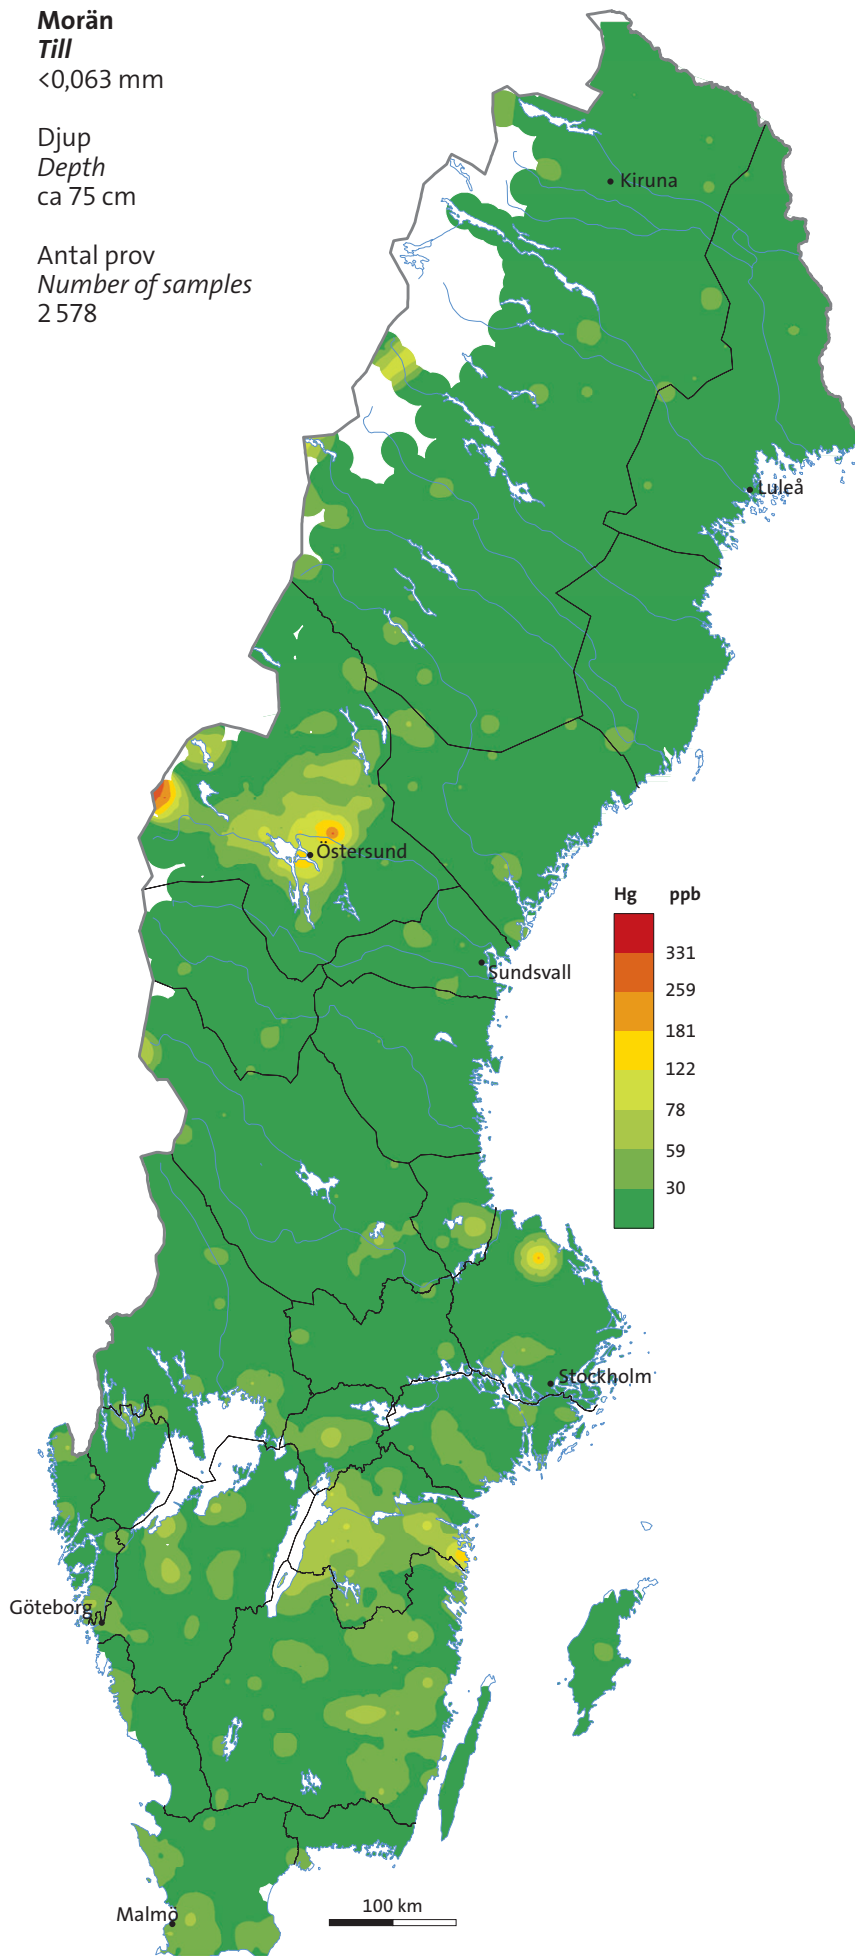 Morän
Till
<0,063 mm
Djup
Depth
ca 75 cm
Antal prov
Number of samples
2 578
Kiruna
Luleå
Östersund
Sundsvall
Hg ppb
331
259
181
122
78
59
30
Stockholm
Göteborg
Malmö
100 km